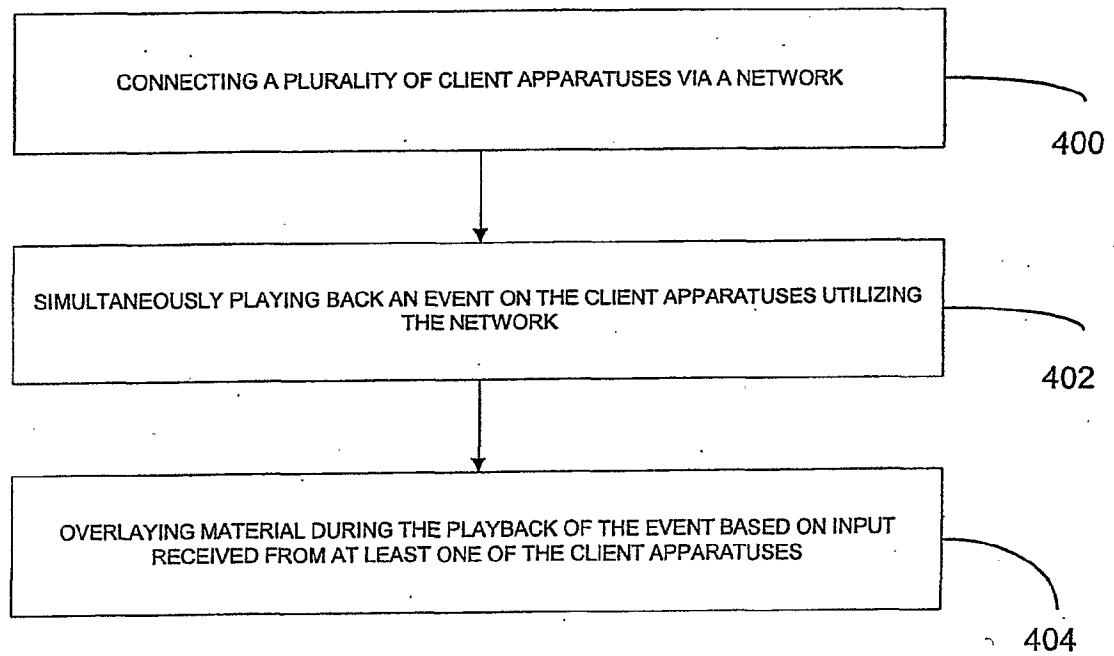 CONNECTING A PLURALITY OF CLIENT APPARATUSES VIA A NETWORK
400
SIMULTANEOUSLY PLAYING BACK AN EVENT ON THE CLIENT APPARATUSES UTILIZING
THE NETWORK
402
OVERLAYING MATERIAL DURING THE PLAYBACK OF THE EVENT BASED ON INPUT
RECEIVED FROM AT LEAST ONE OF THE CLIENT APPARATUSES
404